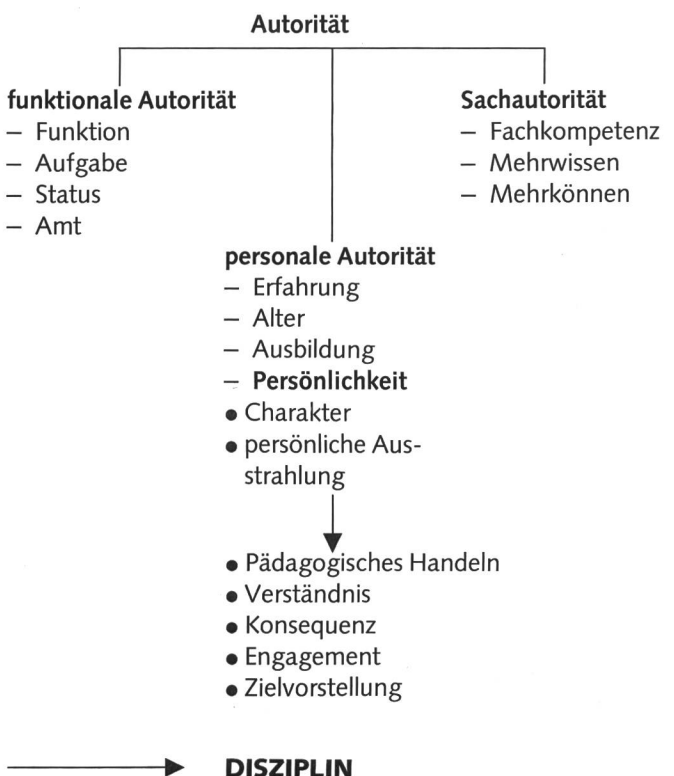 Autorität
funktionale Autorität
– Funktion
– Aufgabe
– Status
– Amt
Sachautorität
– Fachkompetenz
– Mehrwissen
– Mehrkönnen
personale Autorität
– Erfahrung
– Alter
– Ausbildung
– Persönlichkeit
● Charakter
● persönliche Aus-
strahlung
● Pädagogisches Handeln
● Verständnis
● Konsequenz
● Engagement
● Zielvorstellung
DISZIPLIN